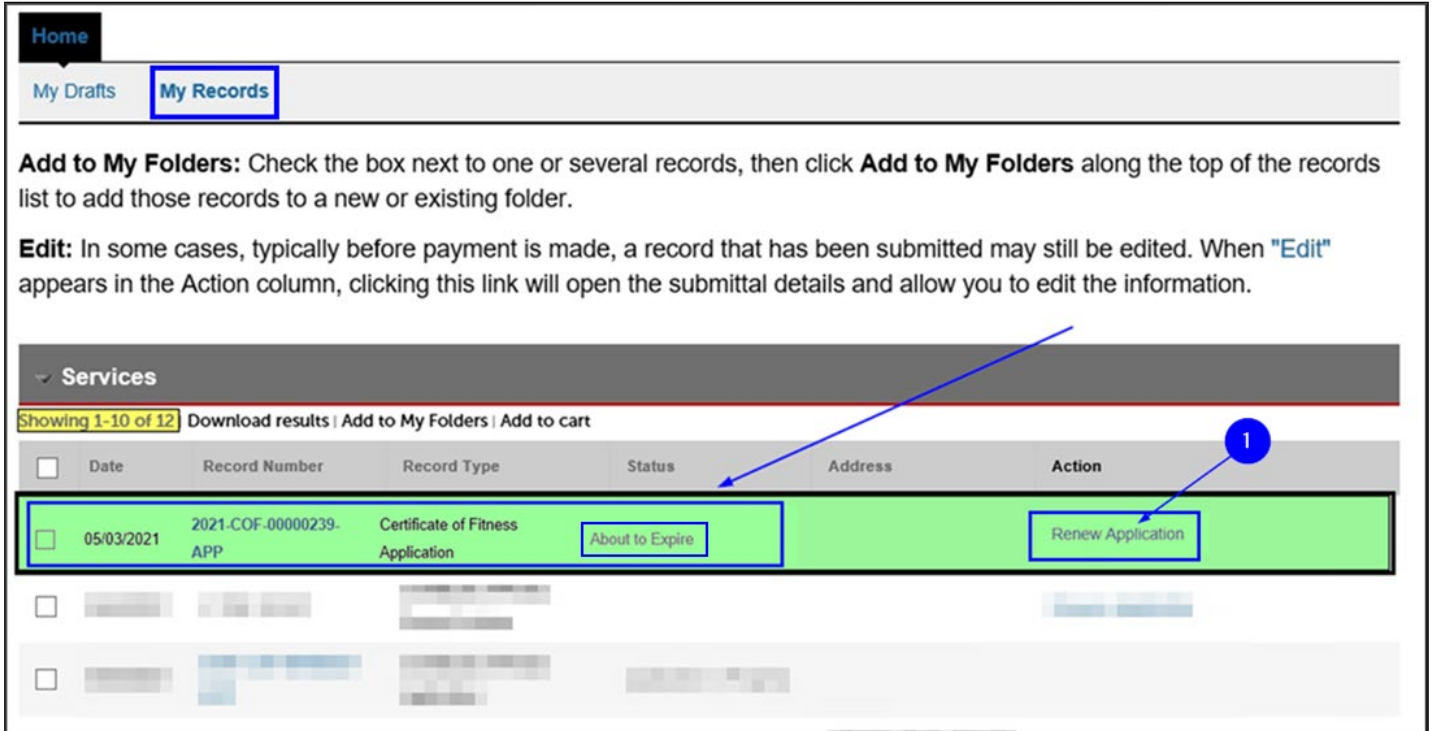 Home
My Drafts My Records
Add to My Folders: Check the box next to one or several records, then click Add to My Folders along the top of the records
list to add those records to a new or existing folder.
Edit: In some cases, typically before payment is made, a record that has been submitted may still be edited. When "Edit"
appears in the Action column, clicking this link will open the submittal details and allow you to edit the information.
Services
Showing 1-10 of 12 Download results | Add to My Folders | Add to cart
1
Date Record Number Record Type Status Address Action
05/03/2021 2021-COF-00000239- Certificate of Fitness About to Expire Renew Application
APP Application